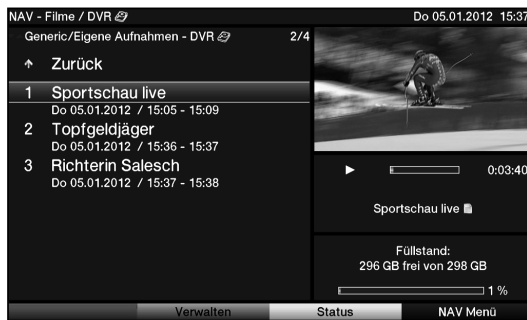 NAV - Filme / DVR Do 05.01.2012 15:37
Generic/Eigene Aufnahmen - DVR 2/4
Zurück
1 Sportschau live
Do 05.01.2012 / 15:05 - 15:09
2 Topfgeldjäger
Do 05.01.2012 / 15:36 - 15:37
3 Richterin Salesch
Do 05.01.2012 / 15:37 - 15:38
0:03:40
Sportschau live
Füllstand:
296 GB frei von 298 GB
1 %
Verwalten Status NAV Menü